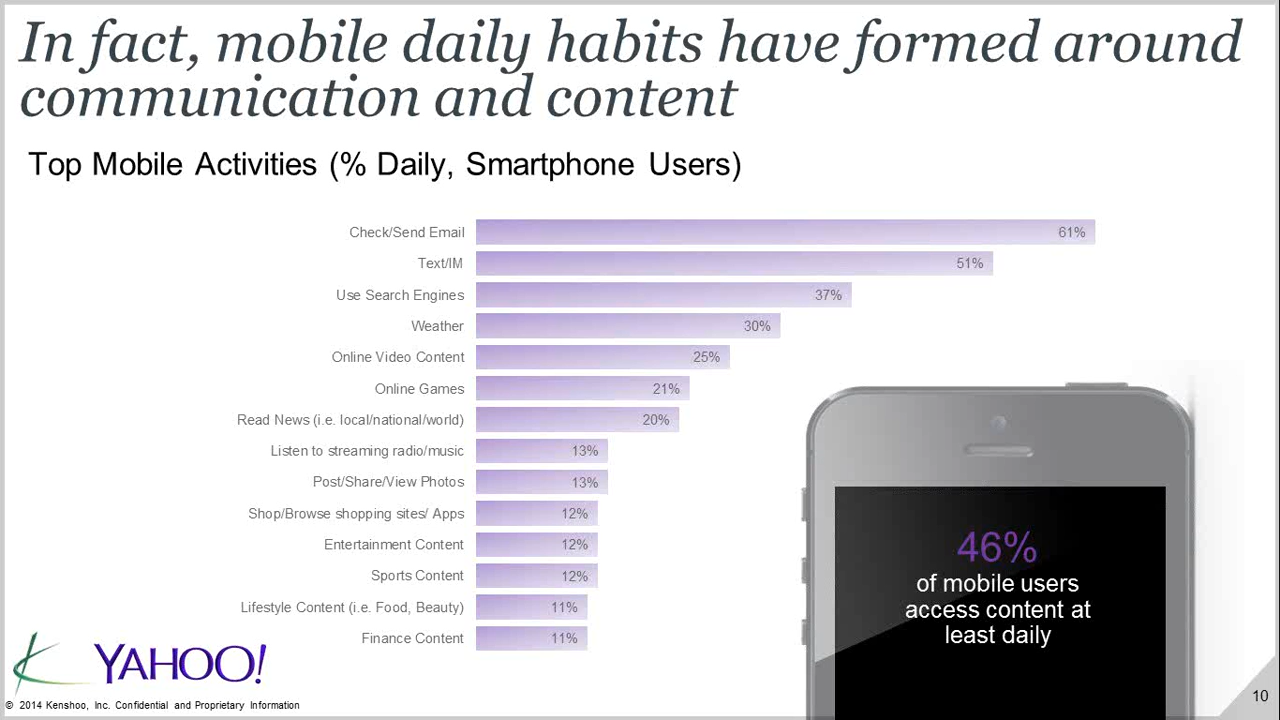 In fact, mobile daily habits have formed around
communication and content
Top Mobile Activities (% Daily, Smartphone Users)
Check/Send Email 61%
Text/IM 51%
Use Search Engines 37%
Weather 30%
Online Video Content 25%
Online Games 21%
Read News (i.e. local/national/world) 20%
Listen to streaming radio/music 13%
Post/Share/View Photos 13%
Shop/Browse shopping sites/ Apps 12%
Entertainment Content 12%
Sports Content 12%
Lifestyle Content (i.e. Food, Beauty) 11%
Finance Content 11%
46%
of mobile users
access content at
least daily
YAHOO!
© 2014 Kenshoo, Inc. Confidential and Proprietary Information
10